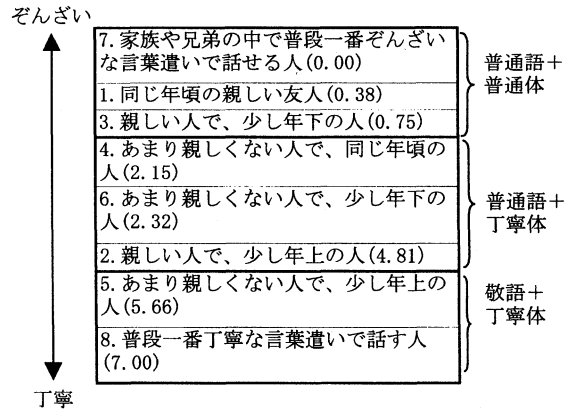 ぞんざい
7. 家族や兄弟の中で普段一番ぞんざい
な言葉遣いで話せる人(0.00)
1. 同じ年頃の親しい友人(0.38)
3. 親しい人で、少し年下の人(0.75)
普通語+
普通体
4. あまり親しくない人で、同じ年頃の
人(2.15)
6. あまり親しくない人で、少し年下の
人(2.32)
2. 親しい人で、少し年上の人(4.81)
普通語+
丁寧体
5. あまり親しくない人で、少し年上の
人(5.66)
8. 普段一番丁寧な言葉遣いで話す人
(7.00)
敬語+
丁寧体
丁寧